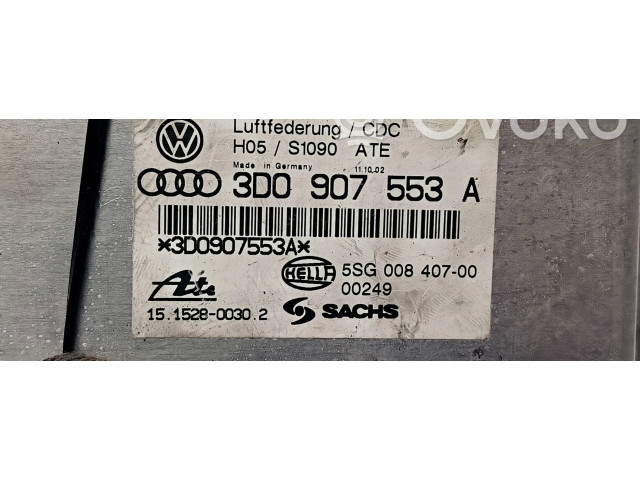 Ovoko
Luftfederung / CDC
H05 / S1090 ATE
Made in Germany 11.10.02
3D0 907 553 A
*3D0907553A*
HELLA 5SG 008 407-00
00249
Ate
15.1528-0030.2
SACHS